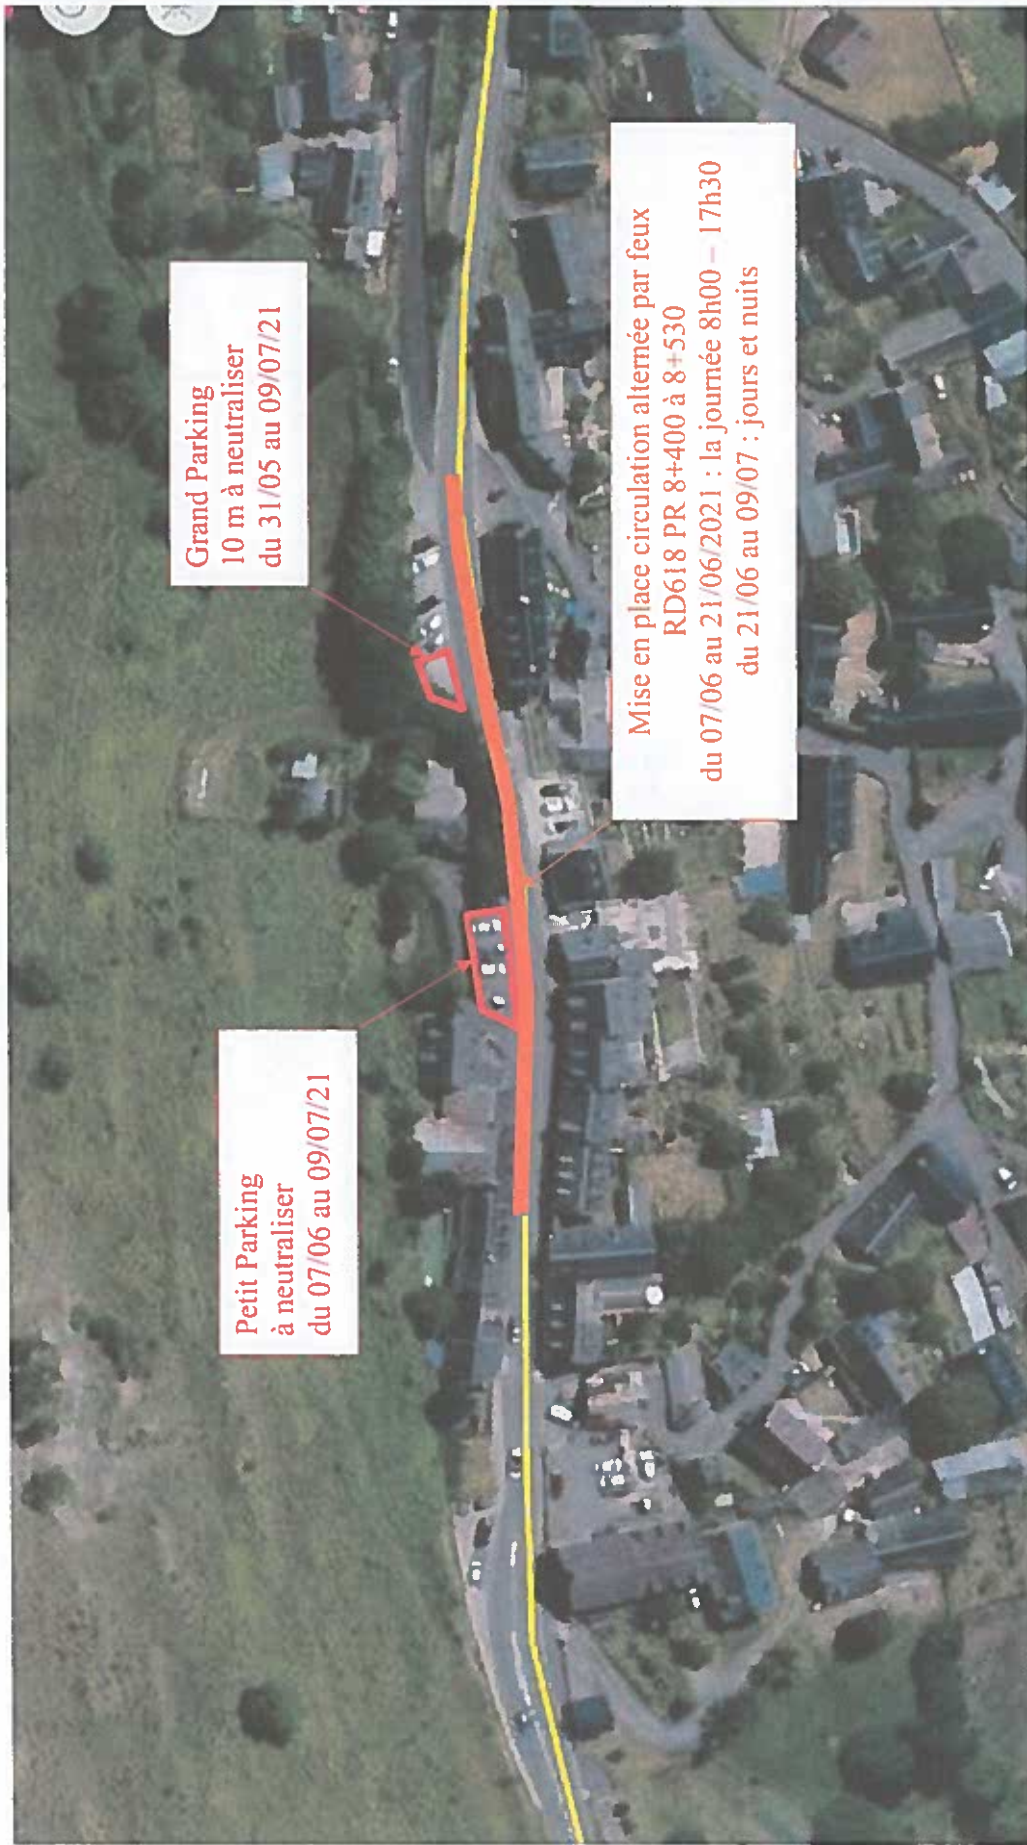 Petit Parking
à neutraliser
du 07/06 au 09/07/21
Grand Parking
10 m à neutraliser
du 31/05 au 09/07/21
Mise en place circulation alternée par feux
RD618 PR 8+400 à 8+530
du 07/06 au 21/06/2021 : la journée 8h00 – 17h30
du 21/06 au 09/07 : jours et nuits